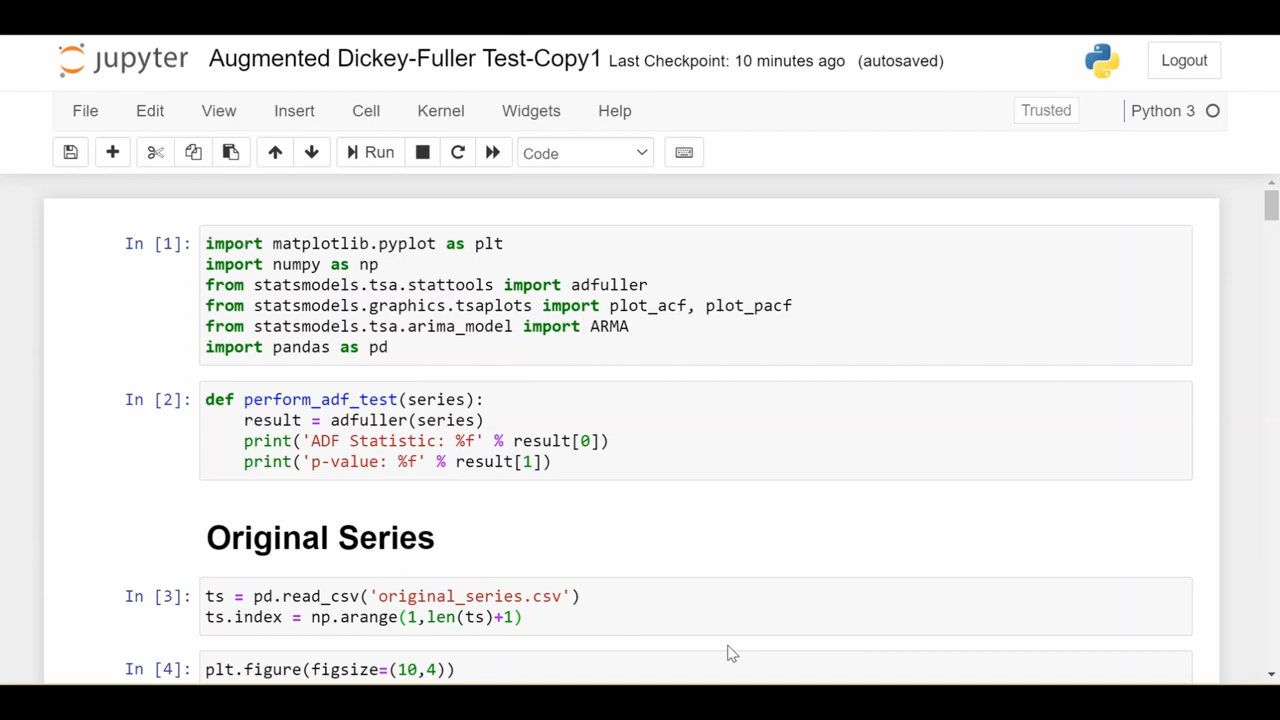 jupyter Augmented Dickey-Fuller Test-Copy1 Last Checkpoint: 10 minutes ago (autosaved) Logout
File Edit View Insert Cell Kernel Widgets Help Trusted Python 3
Run Code
In [1]: import matplotlib.pyplot as plt
import numpy as np
from statsmodels.tsa.stattools import adfuller
from statsmodels.graphics.tsaplots import plot_acf, plot_pacf
from statsmodels.tsa.arima_model import ARMA
import pandas as pd
In [2]: def perform_adf_test(series):
    result = adfuller(series)
    print('ADF Statistic: %f' % result[0])
    print('p-value: %f' % result[1])
Original Series
In [3]: ts = pd.read_csv('original_series.csv')
ts.index = np.arange(1,len(ts)+1)
In [4]: plt.figure(figsize=(10,4))